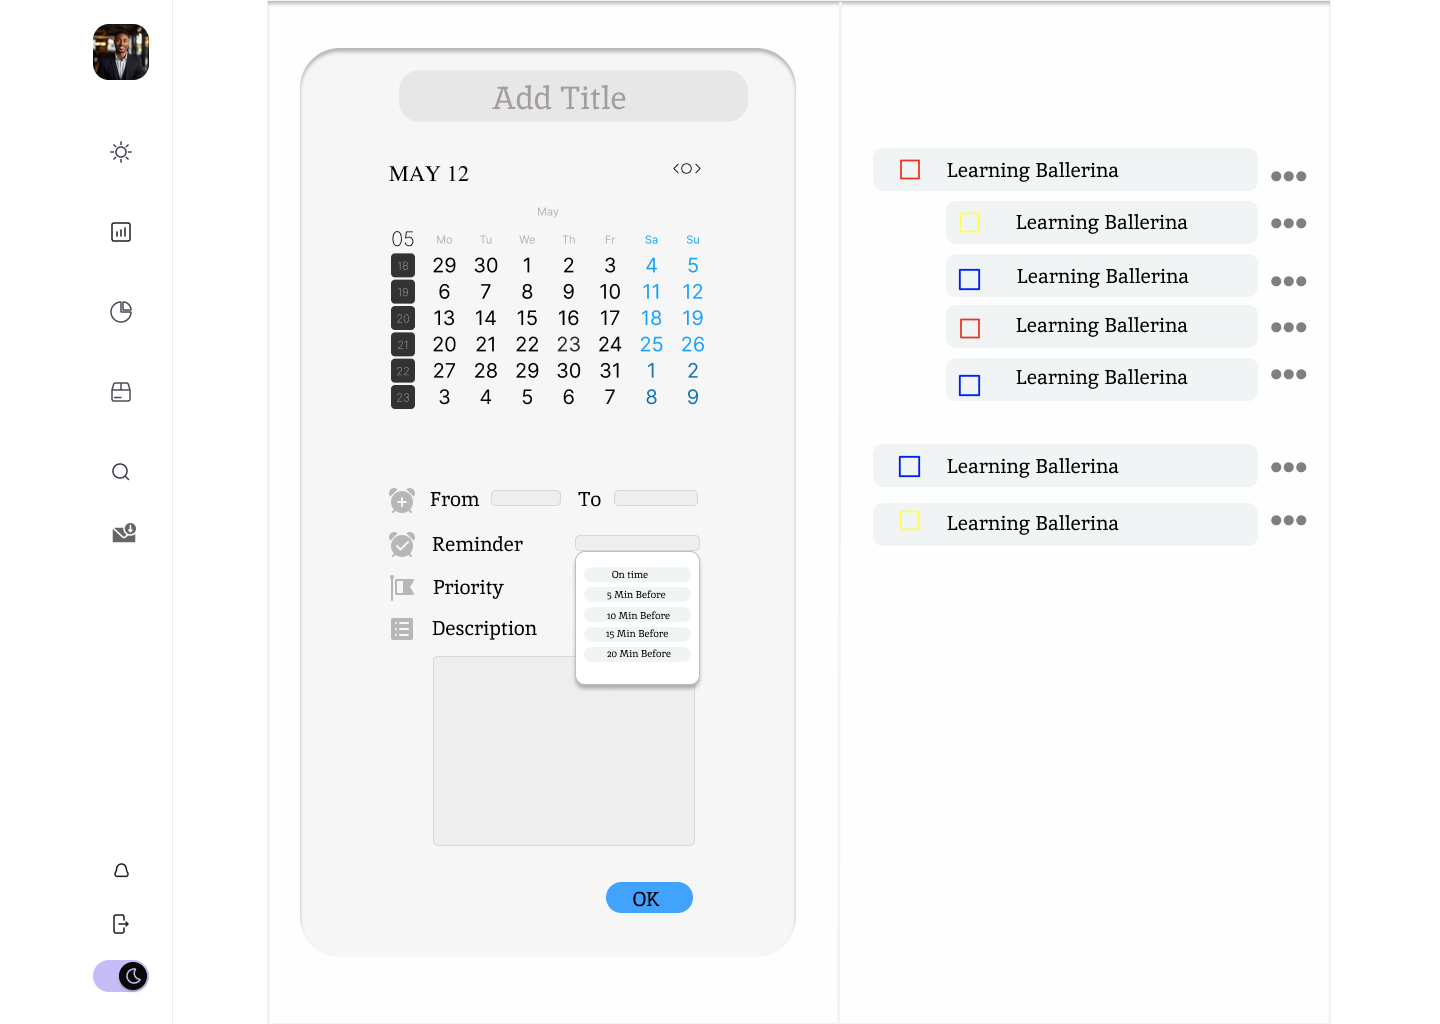 Add Title
MAY 12
<O>
May
05 Mo Tu We Th Fr Sa Su
18 29 30 1 2 3 4 5
19 6 7 8 9 10 11 12
20 13 14 15 16 17 18 19
21 20 21 22 23 24 25 26
22 27 28 29 30 31 1 2
23 3 4 5 6 7 8 9
From To
Reminder
On time
5 Min Before
10 Min Before
15 Min Before
20 Min Before
Priority
Description
OK
Learning Ballerina
Learning Ballerina
Learning Ballerina
Learning Ballerina
Learning Ballerina
Learning Ballerina
Learning Ballerina